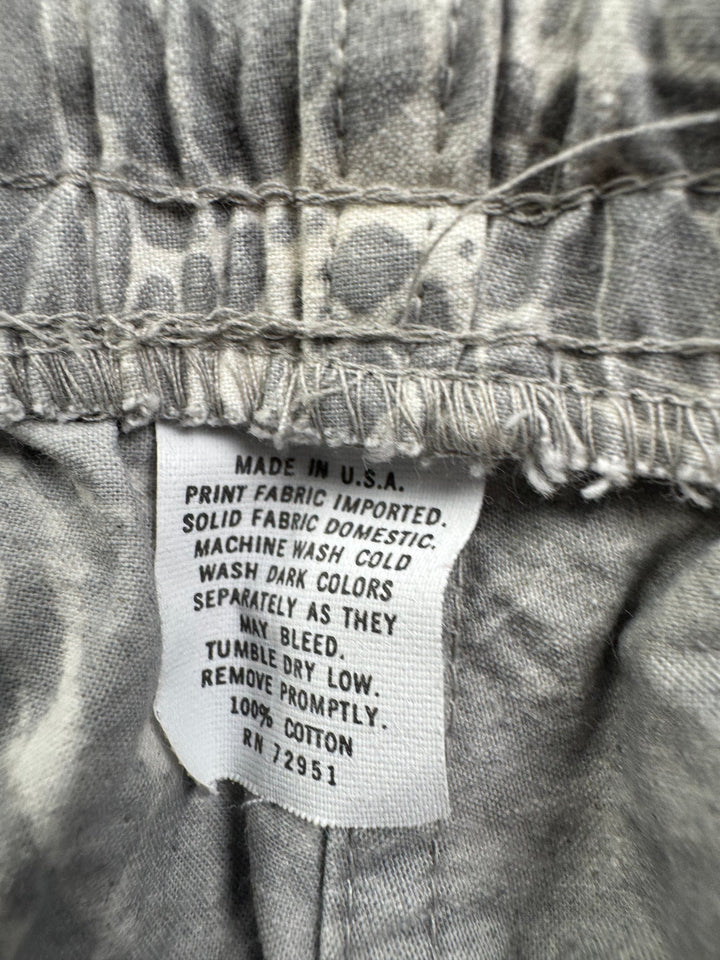 MADE IN U.S.A.
PRINT FABRIC IMPORTED.
SOLID FABRIC DOMESTIC.
MACHINE WASH COLD
WASH DARK COLORS
SEPARATELY AS THEY
MAY BLEED.
TUMBLE DRY LOW.
REMOVE PROMPTLY.
100% COTTON
RN 72951